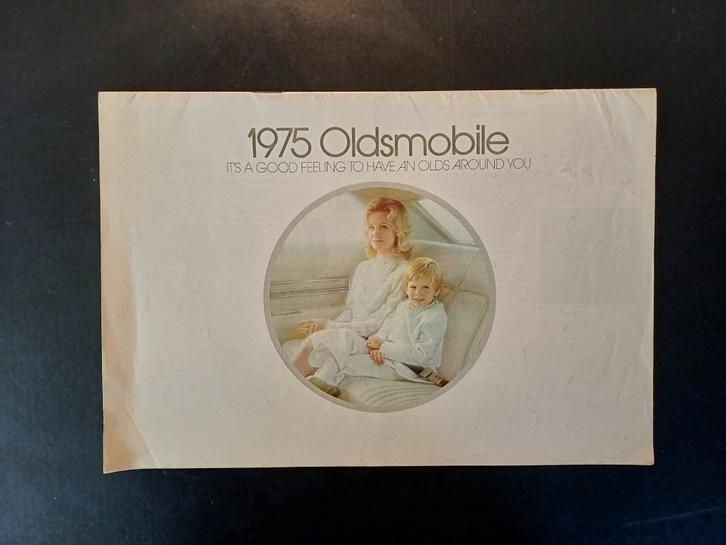 1975 Oldsmobile
IT'S A GOOD FEELING TO HAVE AN OLDS AROUND YOU